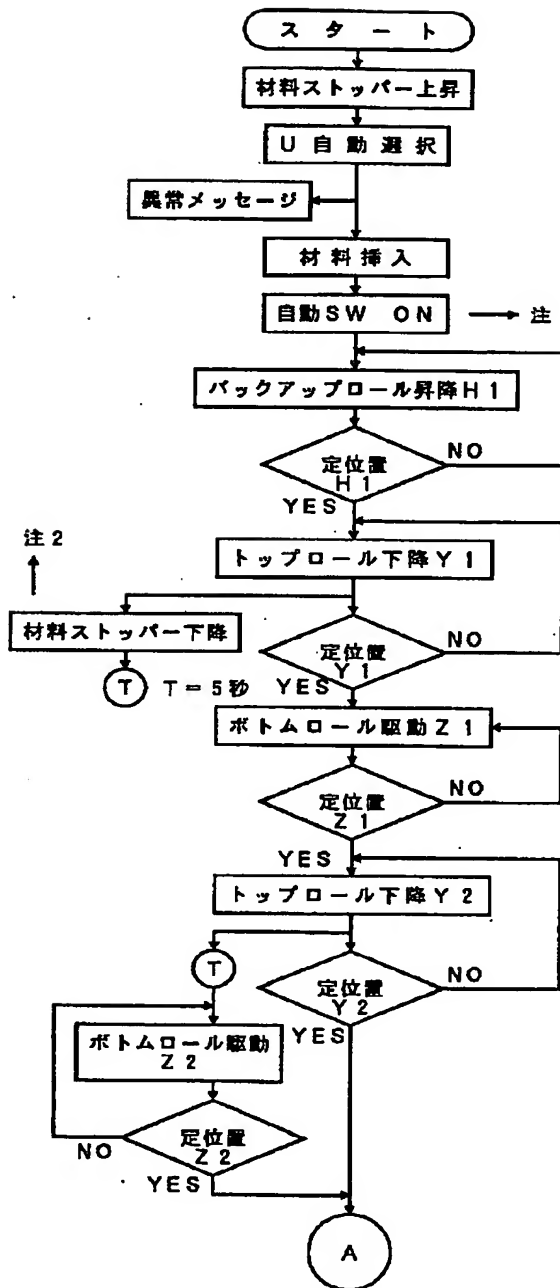 スタート
材料ストッパー上昇
U自動選択
異常メッセージ
材料挿入
自動SW ON
注
バックアップロール昇降H1
定位置
H1
NO
YES
注2
トップロール下降Y1
材料ストッパー下降
定位置
Y1
NO
T
T=5秒
YES
ボトムロール駆動Z1
定位置
Z1
NO
YES
トップロール下降Y2
T
定位置
Y2
NO
YES
ボトムロール駆動
Z2
定位置
Z2
NO
YES
A